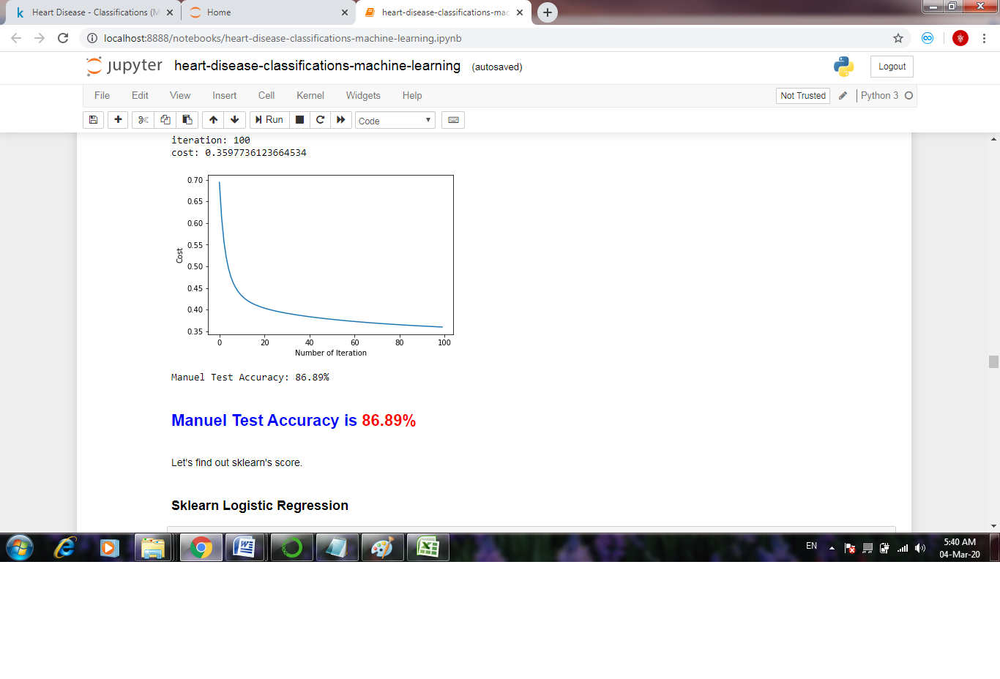 Heart Disease - Classifications (M
Home
heart-disease-classifications-mac
localhost:8888/notebooks/heart-disease-classifications-machine-learning.ipynb
jupyter heart-disease-classifications-machine-learning (autosaved)
Logout
File Edit View Insert Cell Kernel Widgets Help
Not Trusted
Python 3
Run
Code
iteration: 100
cost: 0.3597736123664534
0.70
0.65
0.60
0.55
0.50
0.45
0.40
0.35
Cost
0 20 40 60 80 100
Number of Iteration
Manuel Test Accuracy: 86.89%
Manuel Test Accuracy is 86.89%
Let's find out sklearn's score.
Sklearn Logistic Regression
EN
5:40 AM
04-Mar-20